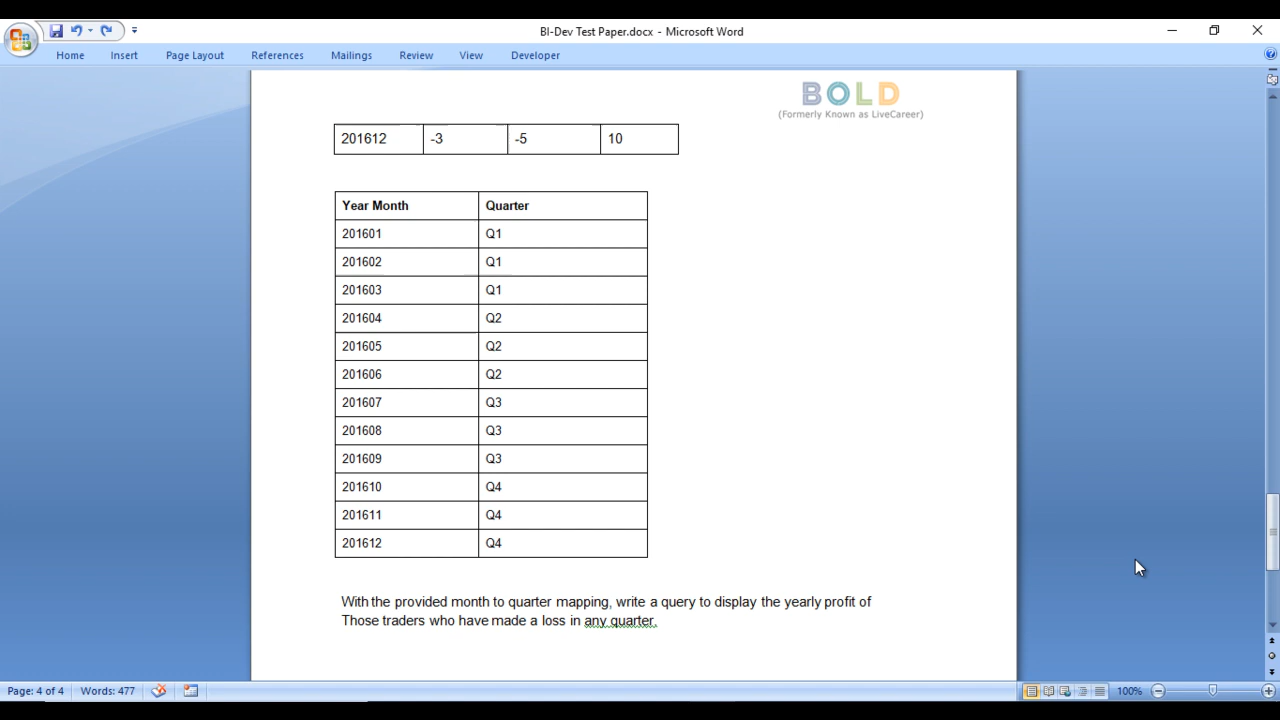 BI-Dev Test Paper.docx - Microsoft Word
Home Insert Page Layout References Mailings Review View Developer
BOLD
(Formerly Known as LiveCareer)
201612 -3 -5 10
Year Month Quarter
201601 Q1
201602 Q1
201603 Q1
201604 Q2
201605 Q2
201606 Q2
201607 Q3
201608 Q3
201609 Q3
201610 Q4
201611 Q4
201612 Q4
With the provided month to quarter mapping, write a query to display the yearly profit of
Those traders who have made a loss in any quarter.
Page: 4 of 4 Words: 477 100%